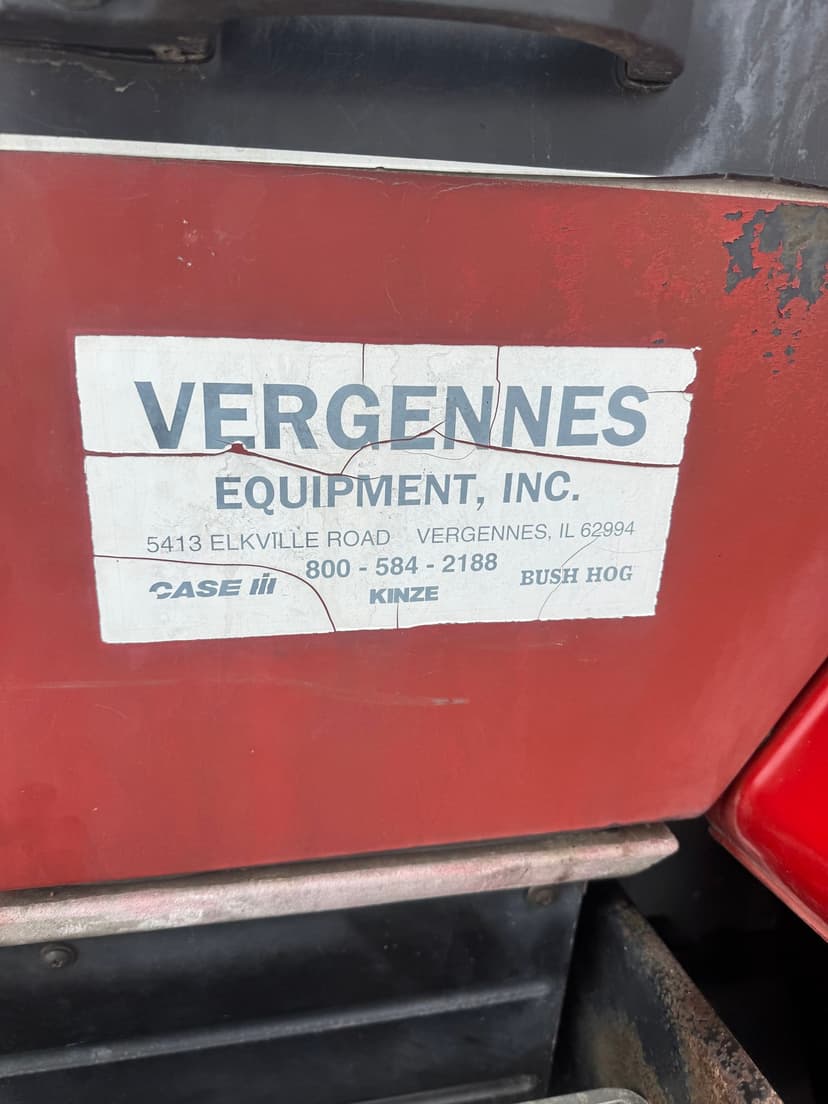 VERGENNES
EQUIPMENT, INC.
5413 ELKVILLE ROAD VERGENNES, IL 62994
800 - 584 - 2188
CASE IH KINZE BUSH HOG